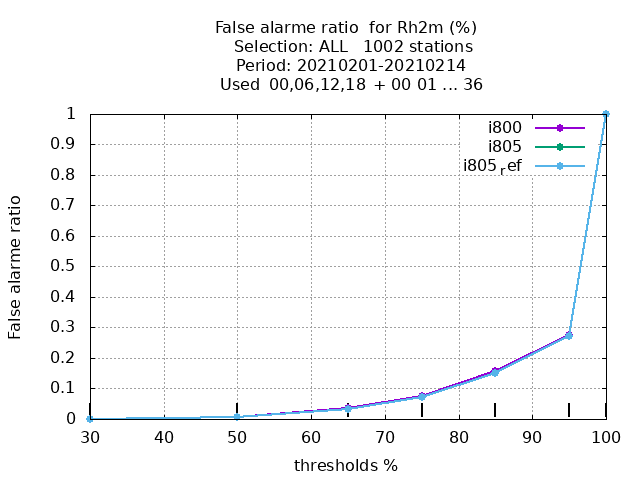 False alarme ratio  for Rh2m (%)
Selection: ALL   1002 stations
Period: 20210201-20210214
Used  00,06,12,18  + 00 01 ... 36
1
0.9
0.8
0.7
0.6
0.5
0.4
0.3
0.2
0.1
0
False alarme ratio
i800
i805
i805ref
30 40 50 60 70 80 90 100
thresholds %